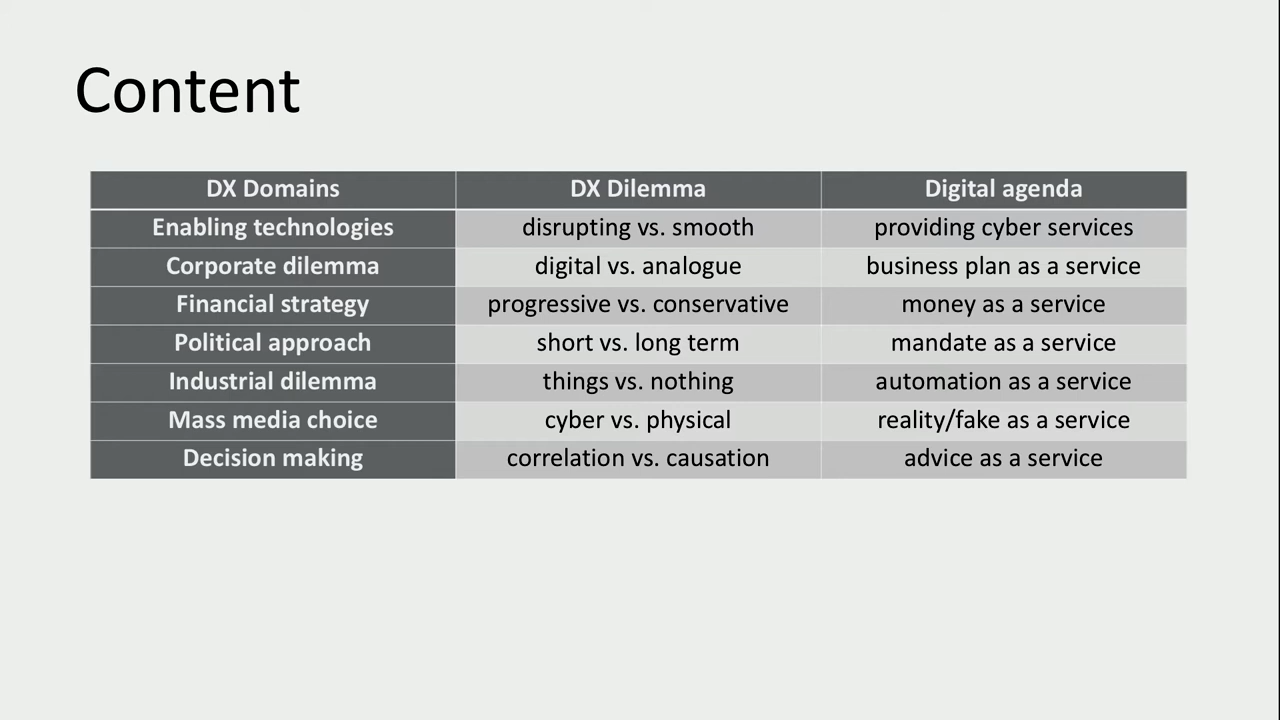 Content
DX Domains DX Dilemma Digital agenda
Enabling technologies disrupting vs. smooth providing cyber services
Corporate dilemma digital vs. analogue business plan as a service
Financial strategy progressive vs. conservative money as a service
Political approach short vs. long term mandate as a service
Industrial dilemma things vs. nothing automation as a service
Mass media choice cyber vs. physical reality/fake as a service
Decision making correlation vs. causation advice as a service